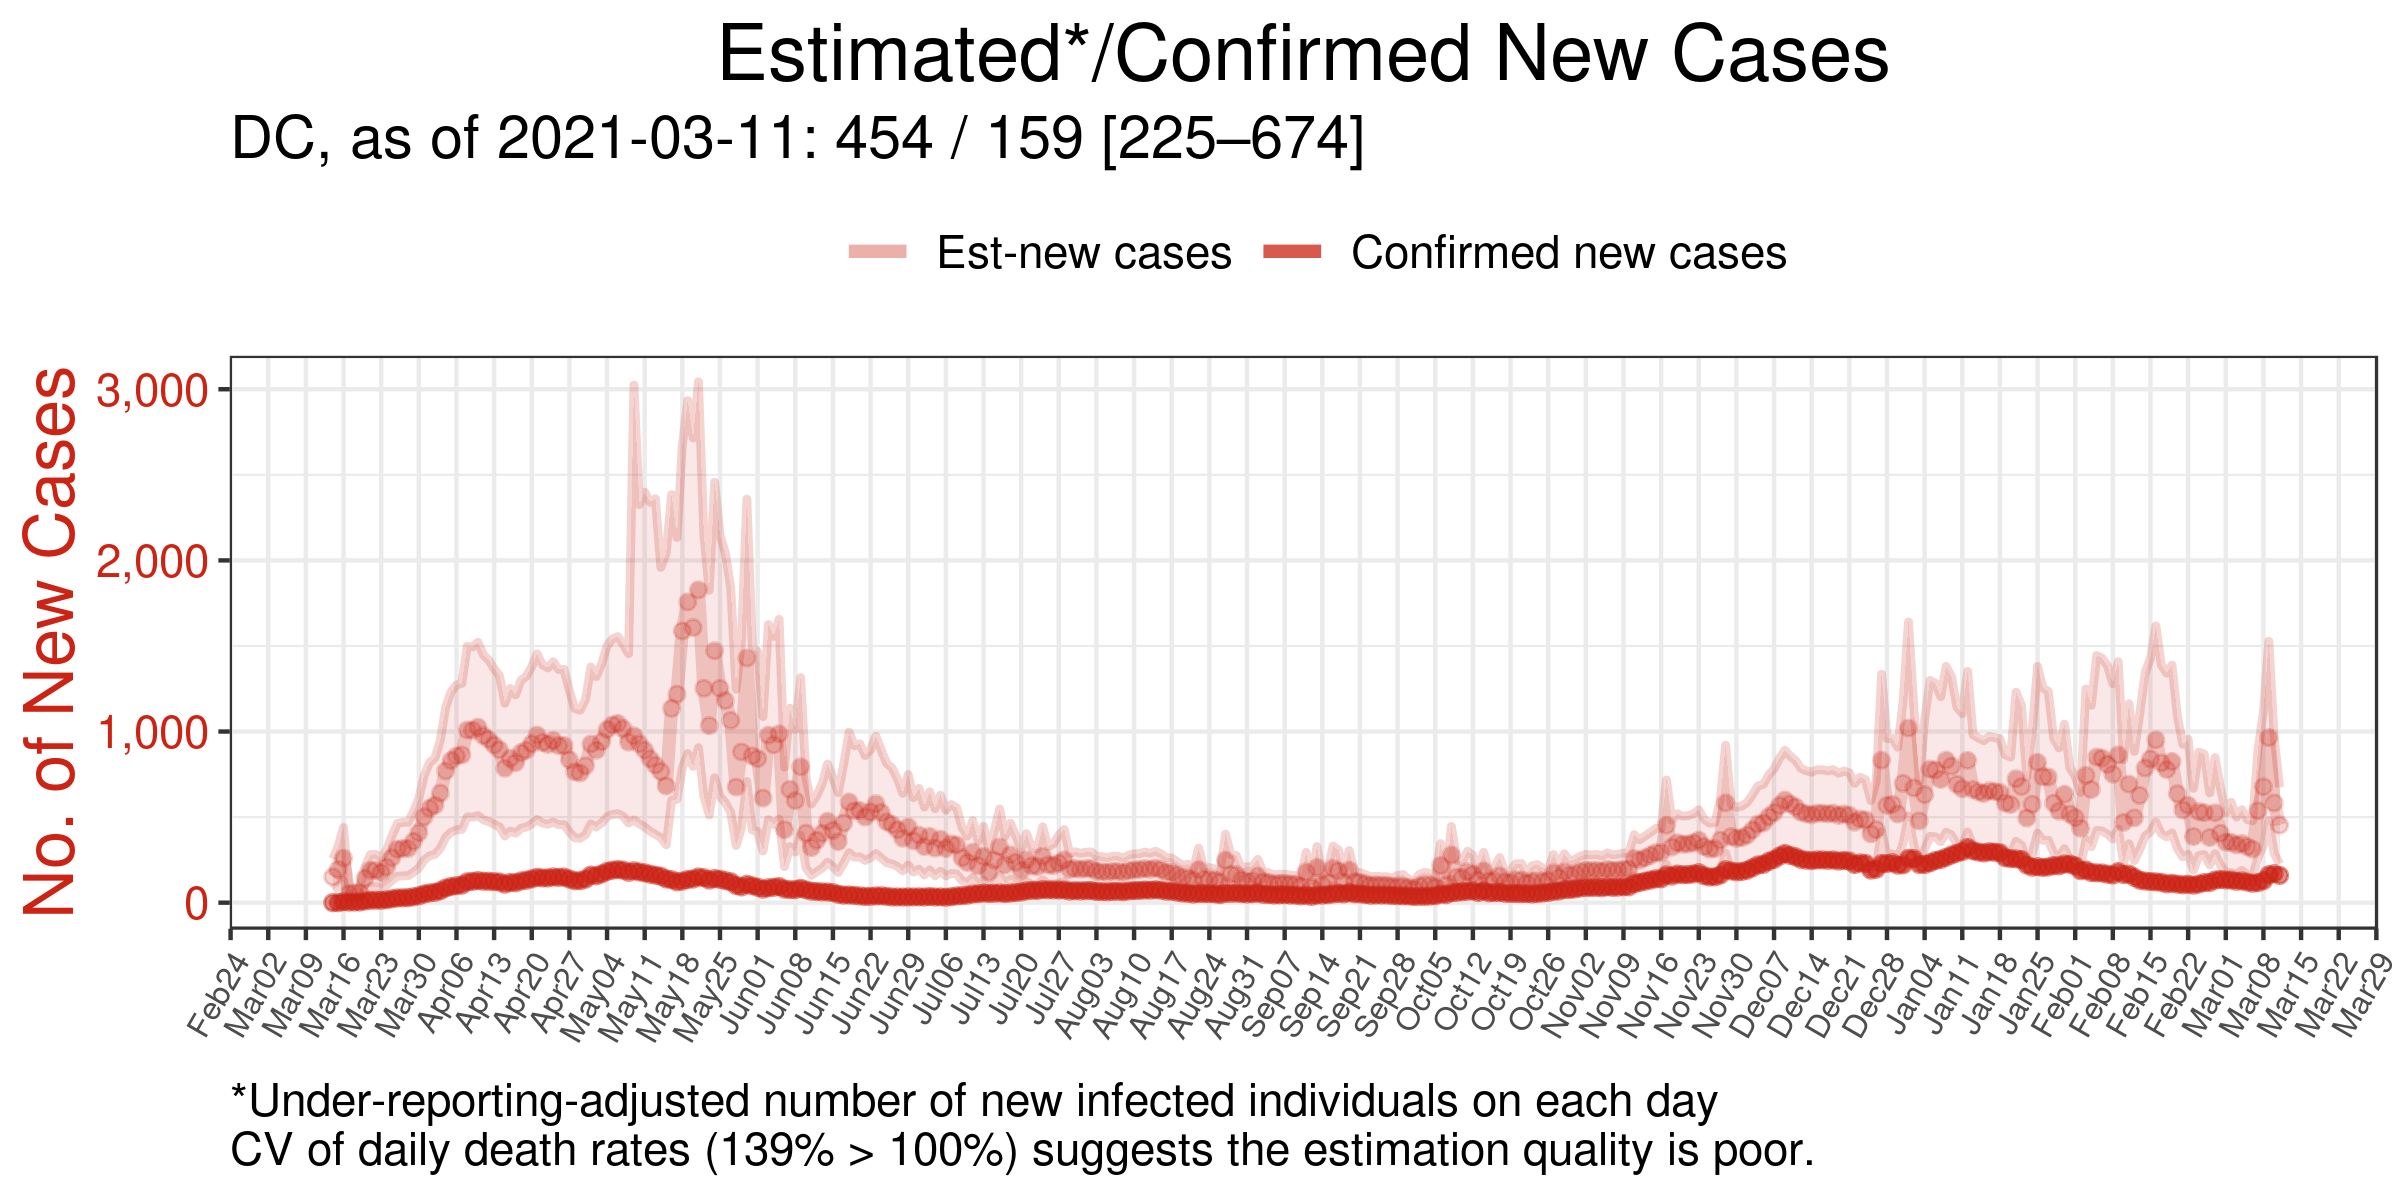 Estimated*/Confirmed New Cases
DC, as of 2021-03-11: 454 / 159 [225–674]
Est-new cases Confirmed new cases
No. of New Cases
3,000
2,000
1,000
0
Feb24 Mar02 Mar09 Mar16 Mar23 Mar30 Apr06 Apr13 Apr20 Apr27 May04 May11 May18 May25 Jun01 Jun08 Jun15 Jun22 Jun29 Jul06 Jul13 Jul20 Jul27 Aug03 Aug10 Aug17 Aug24 Aug31 Sep07 Sep14 Sep21 Sep28 Oct05 Oct12 Oct19 Oct26 Nov02 Nov09 Nov16 Nov23 Nov30 Dec07 Dec14 Dec21 Dec28 Jan04 Jan11 Jan18 Jan25 Feb01 Feb08 Feb15 Feb22 Mar01 Mar08 Mar15 Mar22 Mar29
*Under-reporting-adjusted number of new infected individuals on each day
CV of daily death rates (139% > 100%) suggests the estimation quality is poor.